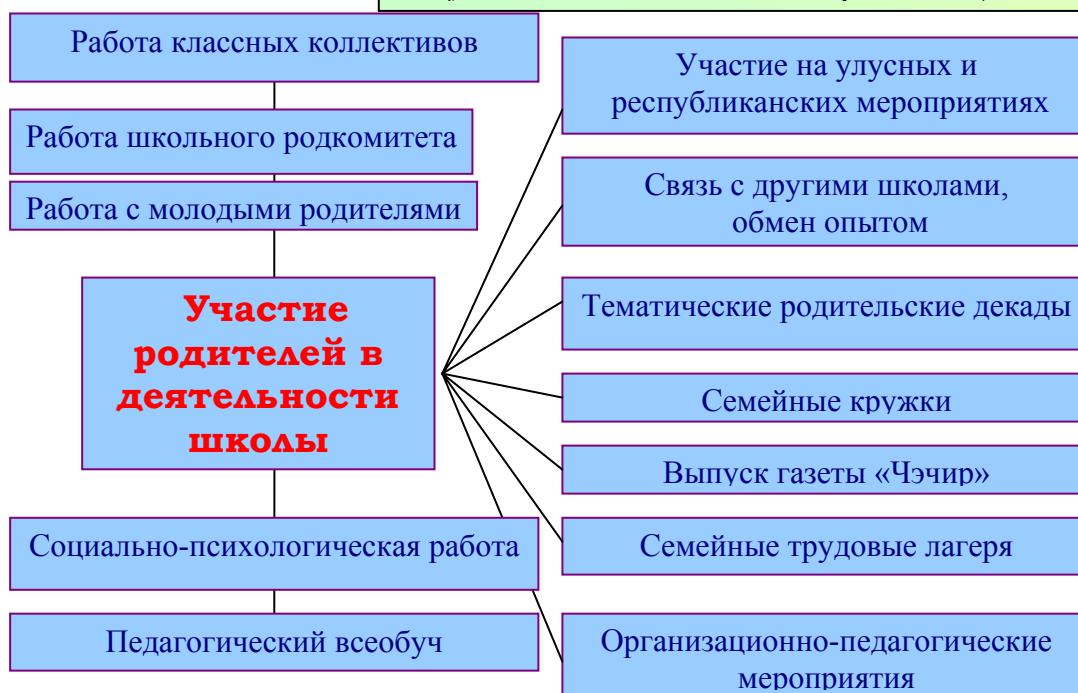 Работа классных коллективов
Работа школьного родкомитета
Работа с молодыми родителями
Участие
родителей в
деятельности
школы
Социально-психологическая работа
Педагогический всеобуч
Участие на улусных и
республиканских мероприятиях
Связь с другими школами,
обмен опытом
Тематические родительские декады
Семейные кружки
Выпуск газеты «Чэчир»
Семейные трудовые лагеря
Организационно-педагогические
мероприятия